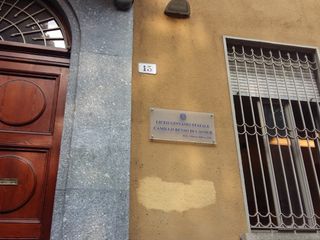 15
LICEO GINNASIO STATALE
CAMILLO BENSO DI CAVOUR